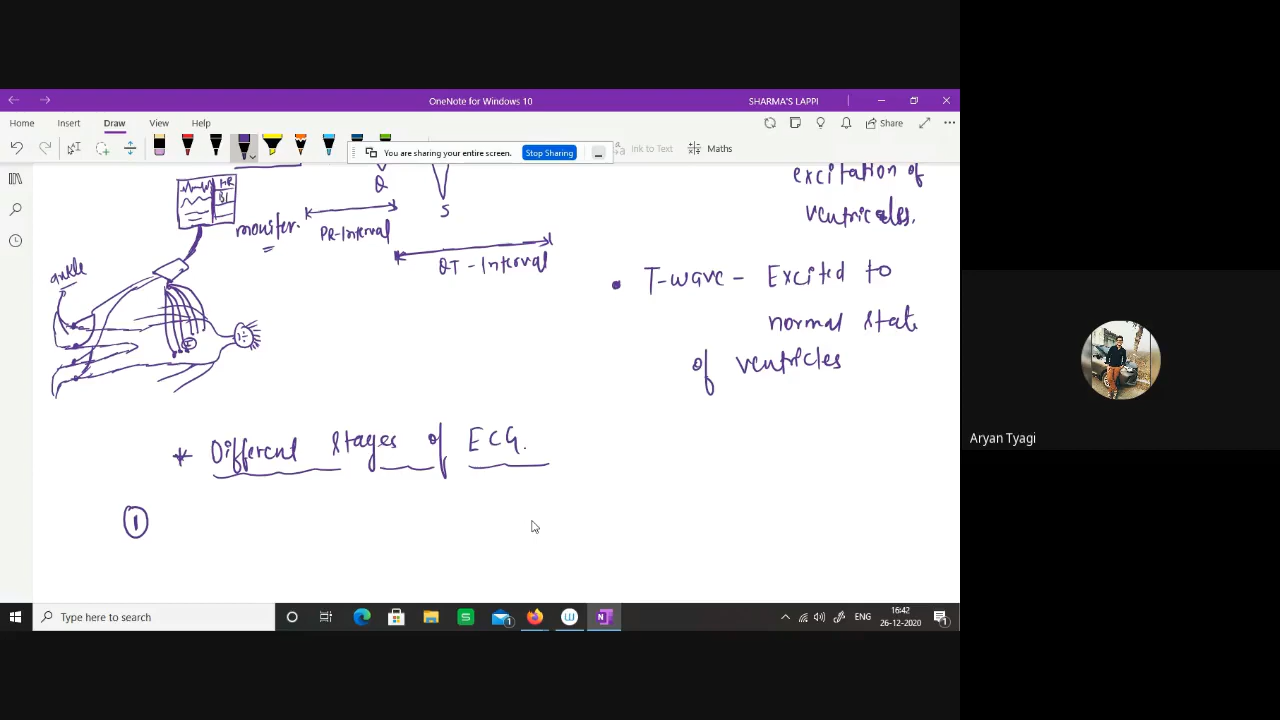 OneNote for Windows 10
SHARMA'S LAPPI
Home
Insert
Draw
View
Help
Share
You are sharing your entire screen.
Stop Sharing
Ink to Text
Maths
HR
monitor.
Q
S
PR-Interval
QT-Interval
ankle
excitation of
ventricles.
• T-wave - Excited to
normal state
of ventricles
* Different stages of ECG.
1
Aryan Tyagi
Type here to search
ENG
16:42
26-12-2020